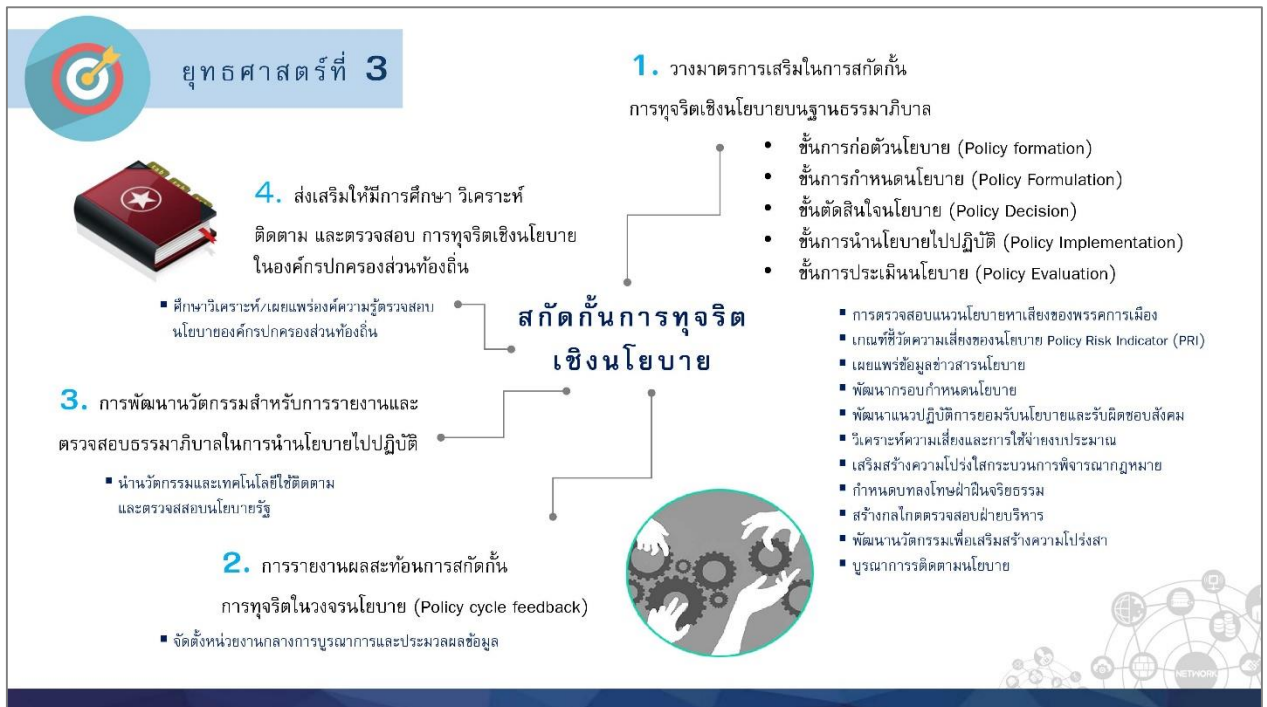 ยุทธศาสตร์ที่ 3
1. วางมาตรการเสริมในการสกัดกั้น
การทุจริตเชิงนโยบายบนฐานธรรมาภิบาล
• ขั้นการก่อตัวนโยบาย (Policy formation)
• ขั้นการกำหนดนโยบาย (Policy Formulation)
• ขั้นตัดสินใจนโยบาย (Policy Decision)
• ขั้นการนำนโยบายไปปฏิบัติ (Policy Implementation)
• ขั้นการประเมินนโยบาย (Policy Evaluation)
▪ การตรวจสอบแนวนโยบายหาเสียงของพรรคการเมือง
▪ เกณฑ์ชี้วัดความเสี่ยงของนโยบาย Policy Risk Indicator (PRI)
▪ เผยแพร่ข้อมูลข่าวสารนโยบาย
▪ พัฒนากรอบกำหนดนโยบาย
▪ พัฒนาแนวปฏิบัติการยอมรับนโยบายและรับผิดชอบสังคม
▪ วิเคราะห์ความเสี่ยงและการใช้จ่ายงบประมาณ
▪ เสริมสร้างความโปร่งใสกระบวนการพิจารณากฎหมาย
▪ กำหนดบทลงโทษฝ่าฝืนจริยธรรม
▪ สร้างกลไกตตรวจสอบฝ่ายบริหาร
▪ พัฒนานวัตกรรมเพื่อเสริมสร้างความโปร่งสา
▪ บูรณาการรติดตามนโยบาย
4. ส่งเสริมให้มีการศึกษา วิเคราะห์
ติดตาม และตรวจสอบ การทุจริตเชิงนโยบาย
ในองค์กรปกครองส่วนท้องถิ่น
▪ ศึกษาวิเคราะห์/เผยแพร่องค์ความรู้ตรวจสอบ
นโยบายองค์กรปกครองส่วนท้องถิ่น
สกัดกั้นการทุจริต
เชิงนโยบาย
3. การพัฒนานวัตกรรมสำหรับการรายงานและ
ตรวจสอบธรรมาภิบาลในการนำนโยบายไปปฏิบัติ
▪ นำนวัตกรรมและเทคโนโลยีใช้ติดตาม
และตรวจสสอบนโยบายรัฐ
2. การรายงานผลสะท้อนการสกัดกั้น
การทุจริตในวงจรนโยบาย (Policy cycle feedback)
▪ จัดตั้งหน่วยงานกลางการบูรณาการและประมวลผลข้อมูล
NETWORK